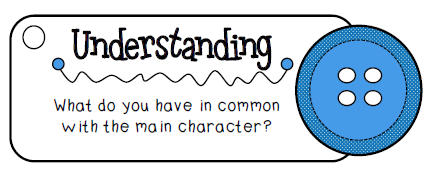 Understanding
What do you have in common
with the main character?